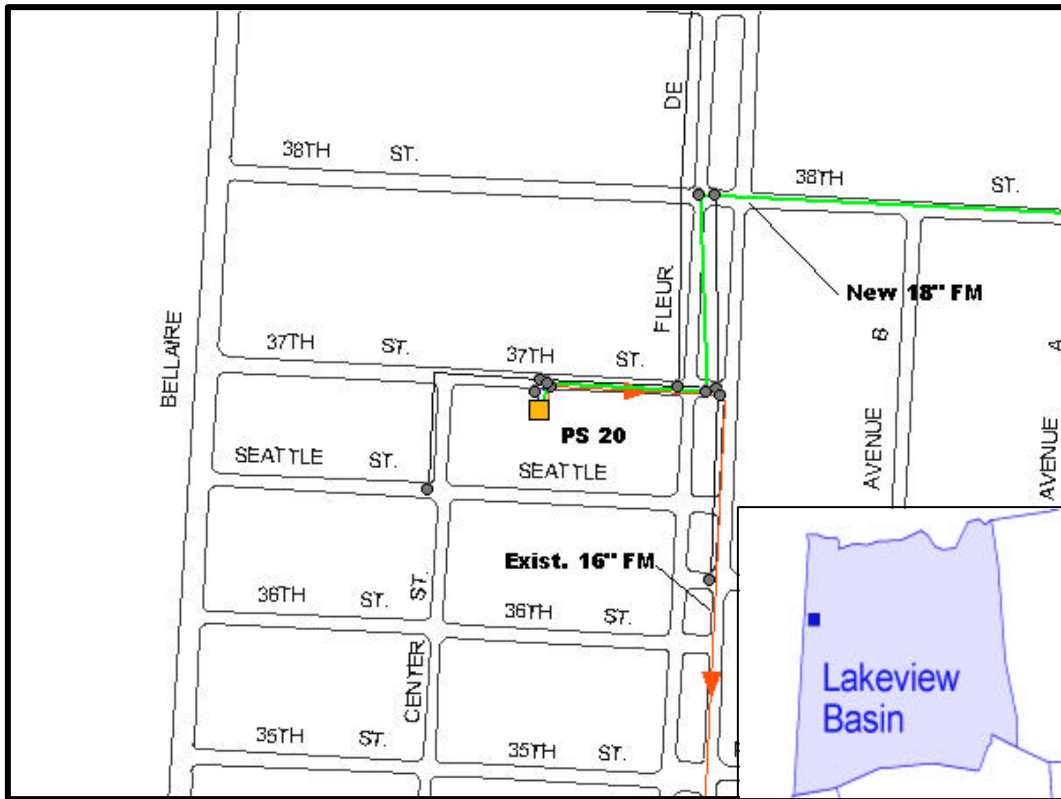 DE
38TH ST.
38TH ST.
New 18" FM
FLEUR
BELLAIRE
37TH ST.
37TH ST.
B
A
AVENUE
AVENUE
PS 20
SEATTLE ST.
SEATTLE
Exist. 16" FM
36TH ST.
ST.
36TH ST.
CENTER
35TH ST.
35TH ST.
Lakeview
Basin